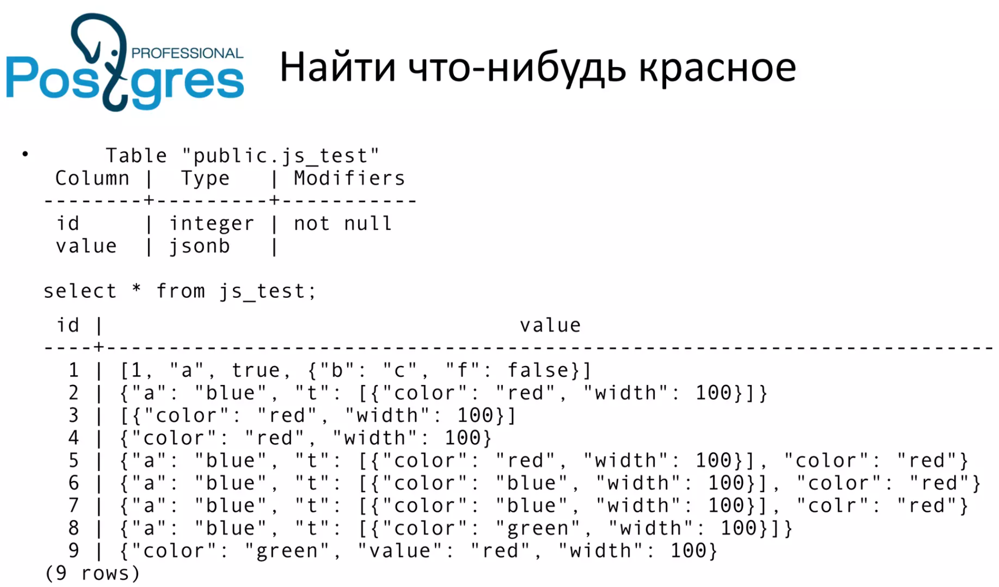 PROFESSIONAL
Postgres
Найти что-нибудь красное
•      Table "public.js_test"
 Column |  Type   | Modifiers
--------+---------+-----------
 id     | integer | not null
 value  | jsonb   |
select * from js_test;
 id |                                 value
----+-----------------------------------------------------------------------
  1 | [1, "a", true, {"b": "c", "f": false}]
  2 | {"a": "blue", "t": [{"color": "red", "width": 100}]}
  3 | [{"color": "red", "width": 100}]
  4 | {"color": "red", "width": 100}
  5 | {"a": "blue", "t": [{"color": "red", "width": 100}], "color": "red"}
  6 | {"a": "blue", "t": [{"color": "blue", "width": 100}], "color": "red"}
  7 | {"a": "blue", "t": [{"color": "blue", "width": 100}], "colr": "red"}
  8 | {"a": "blue", "t": [{"color": "green", "width": 100}]}
  9 | {"color": "green", "value": "red", "width": 100}
(9 rows)